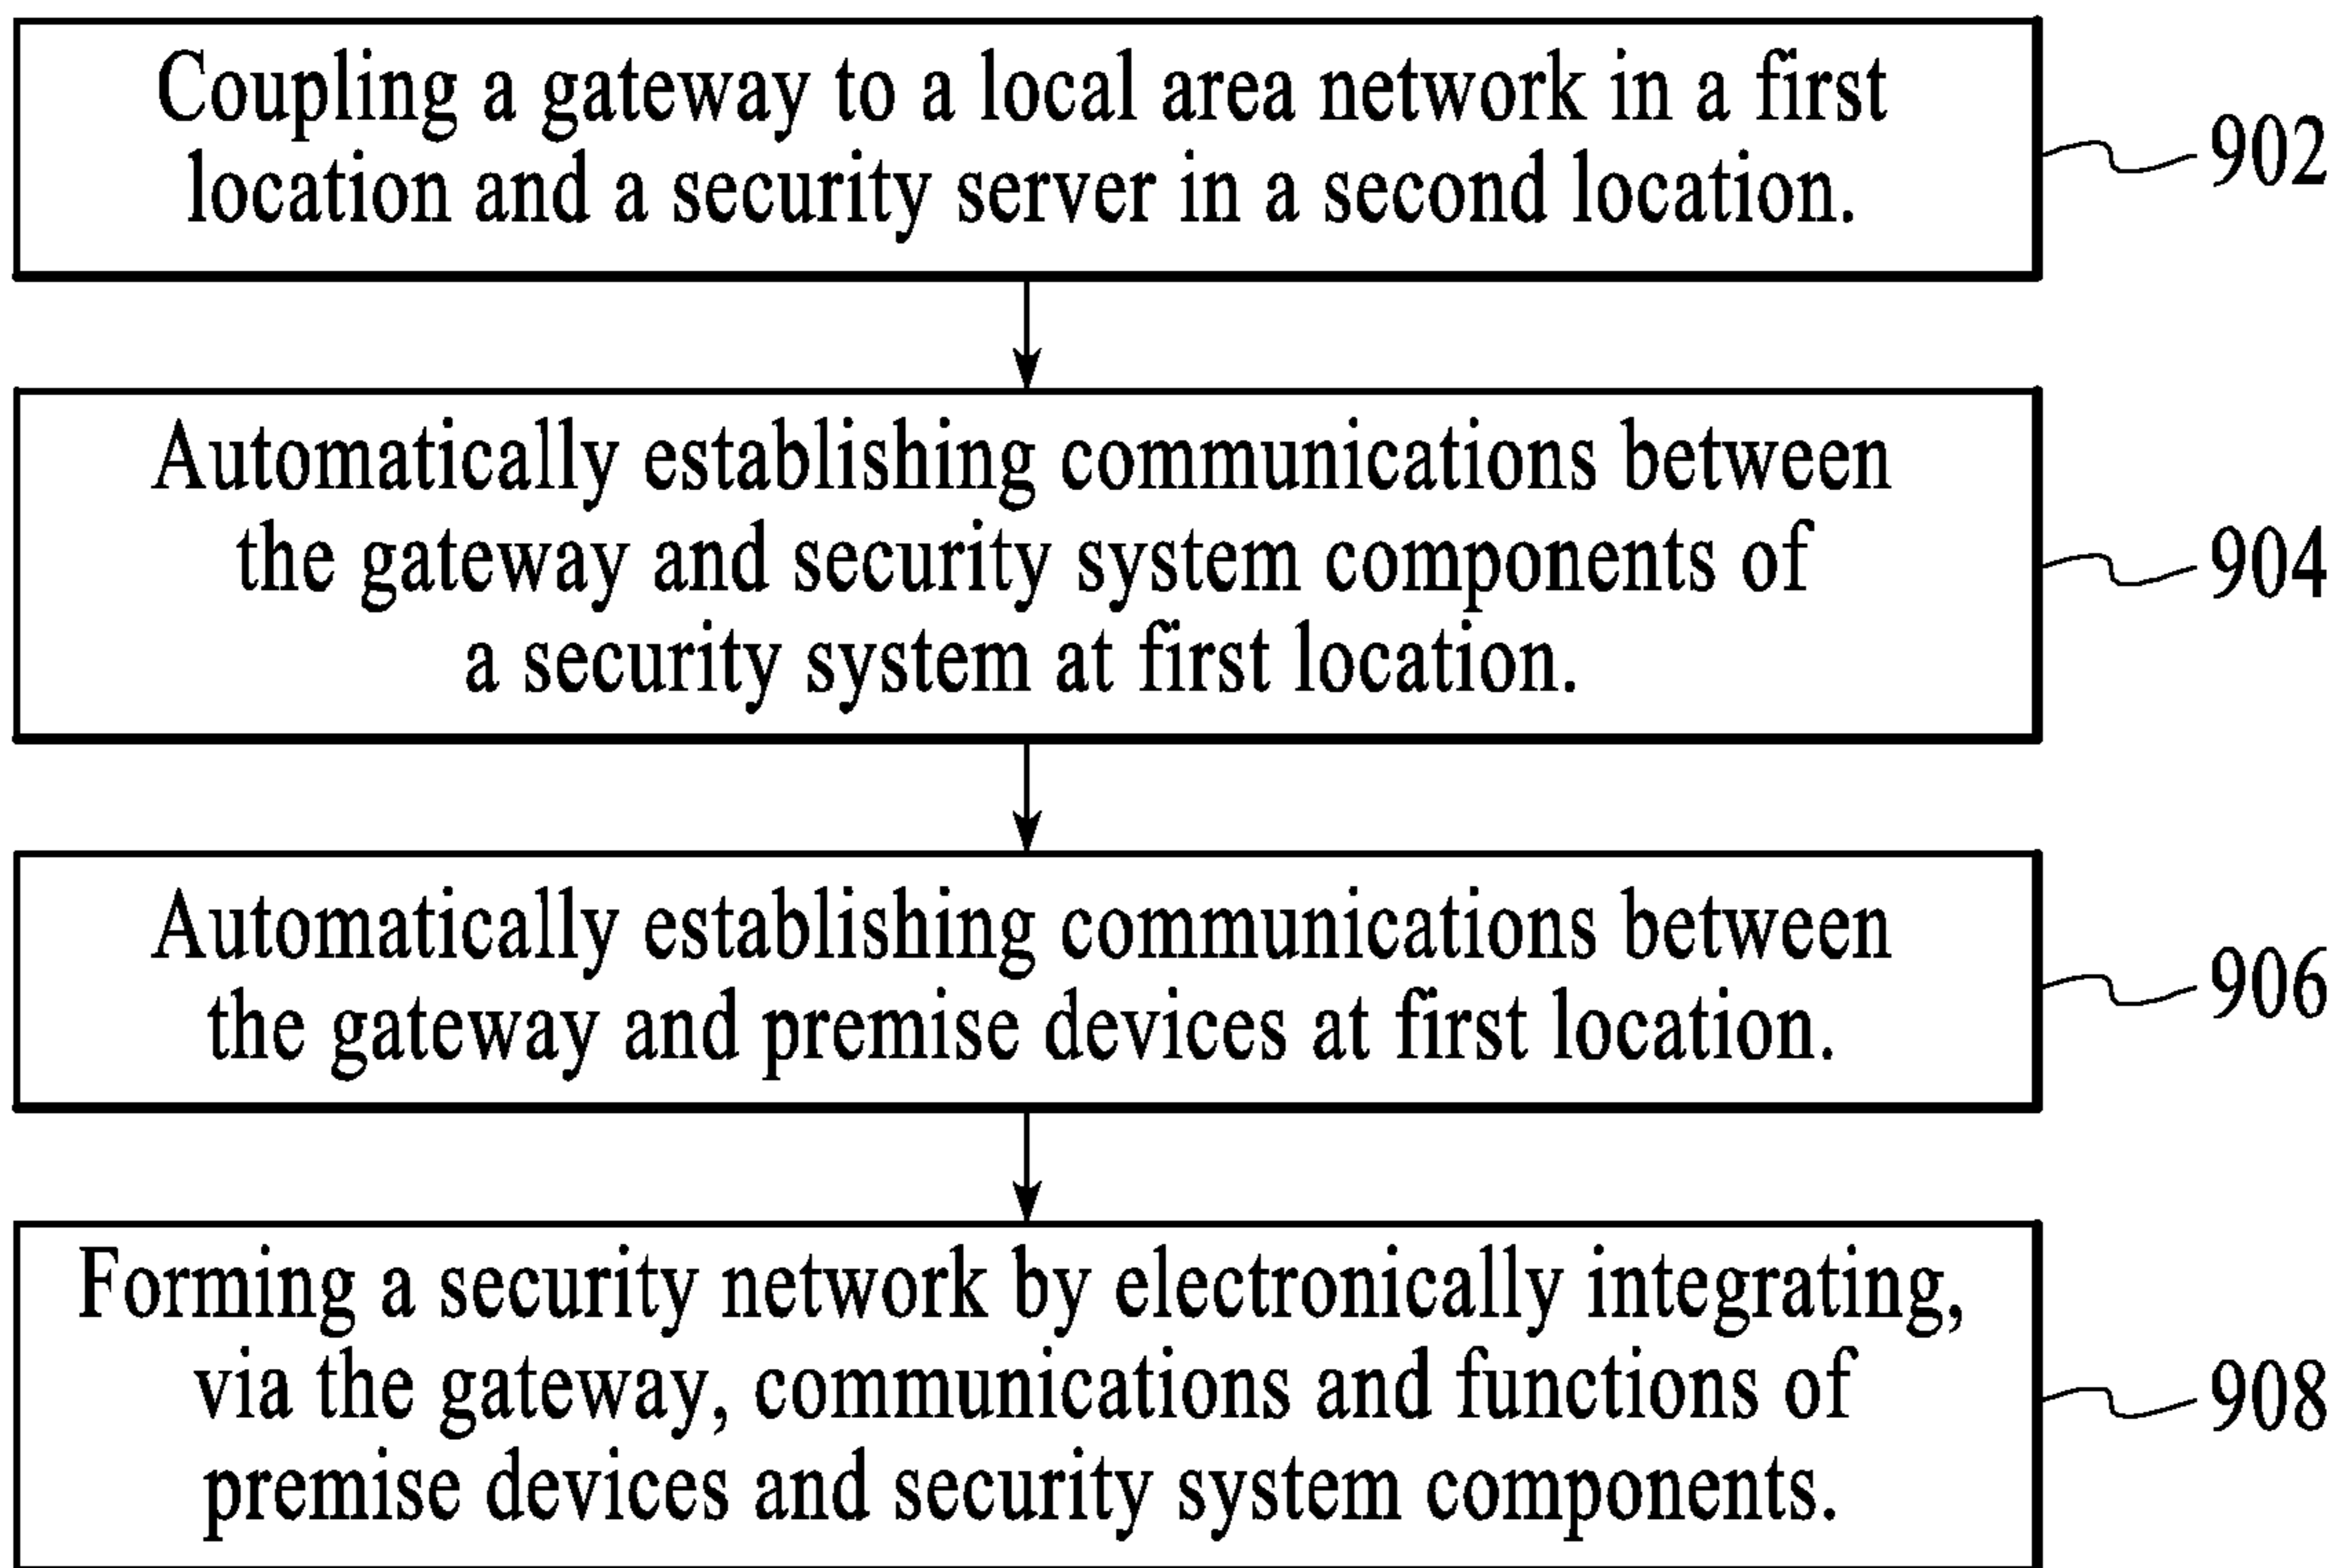 Coupling a gateway to a local area network in a first
location and a security server in a second location.
902
Automatically establishing communications between
the gateway and security system components of
a security system at first location.
904
Automatically establishing communications between
the gateway and premise devices at first location.
906
Forming a security network by electronically integrating,
via the gateway, communications and functions of
premise devices and security system components.
908